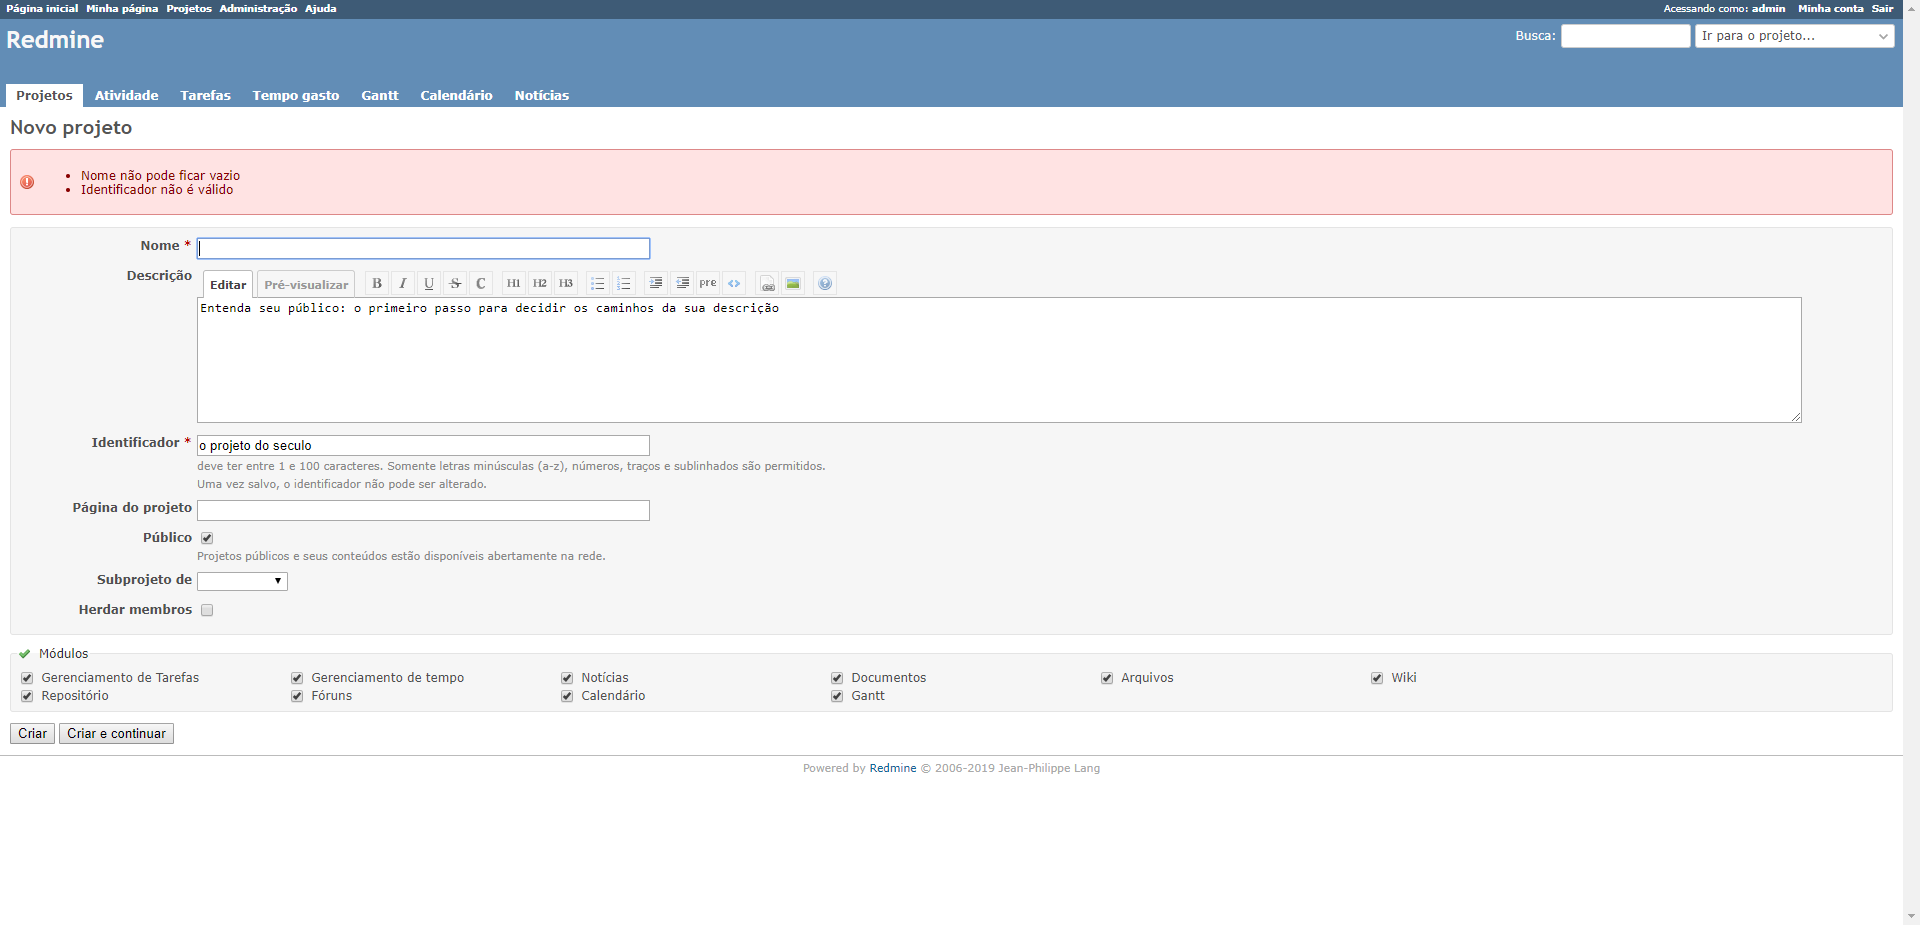 Página inicial Minha página Projetos Administração Ajuda Acessando como: admin Minha conta Sair
Redmine
Busca: Ir para o projeto...
Projetos Atividade Tarefas Tempo gasto Gantt Calendário Notícias
Novo projeto
Nome não pode ficar vazio
Identificador não é válido
Nome *
Descrição Editar Pré-visualizar B I U S C H1 H2 H3 pre <>
Entenda seu público: o primeiro passo para decidir os caminhos da sua descrição
Identificador * o projeto do seculo
deve ter entre 1 e 100 caracteres. Somente letras minúsculas (a-z), números, traços e sublinhados são permitidos.
Uma vez salvo, o identificador não pode ser alterado.
Página do projeto
Público
Projetos públicos e seus conteúdos estão disponíveis abertamente na rede.
Subprojeto de
Herdar membros
Módulos
Gerenciamento de Tarefas Gerenciamento de tempo Notícias Documentos Arquivos Wiki
Repositório Fóruns Calendário Gantt
Criar Criar e continuar
Powered by Redmine © 2006-2019 Jean-Philippe Lang